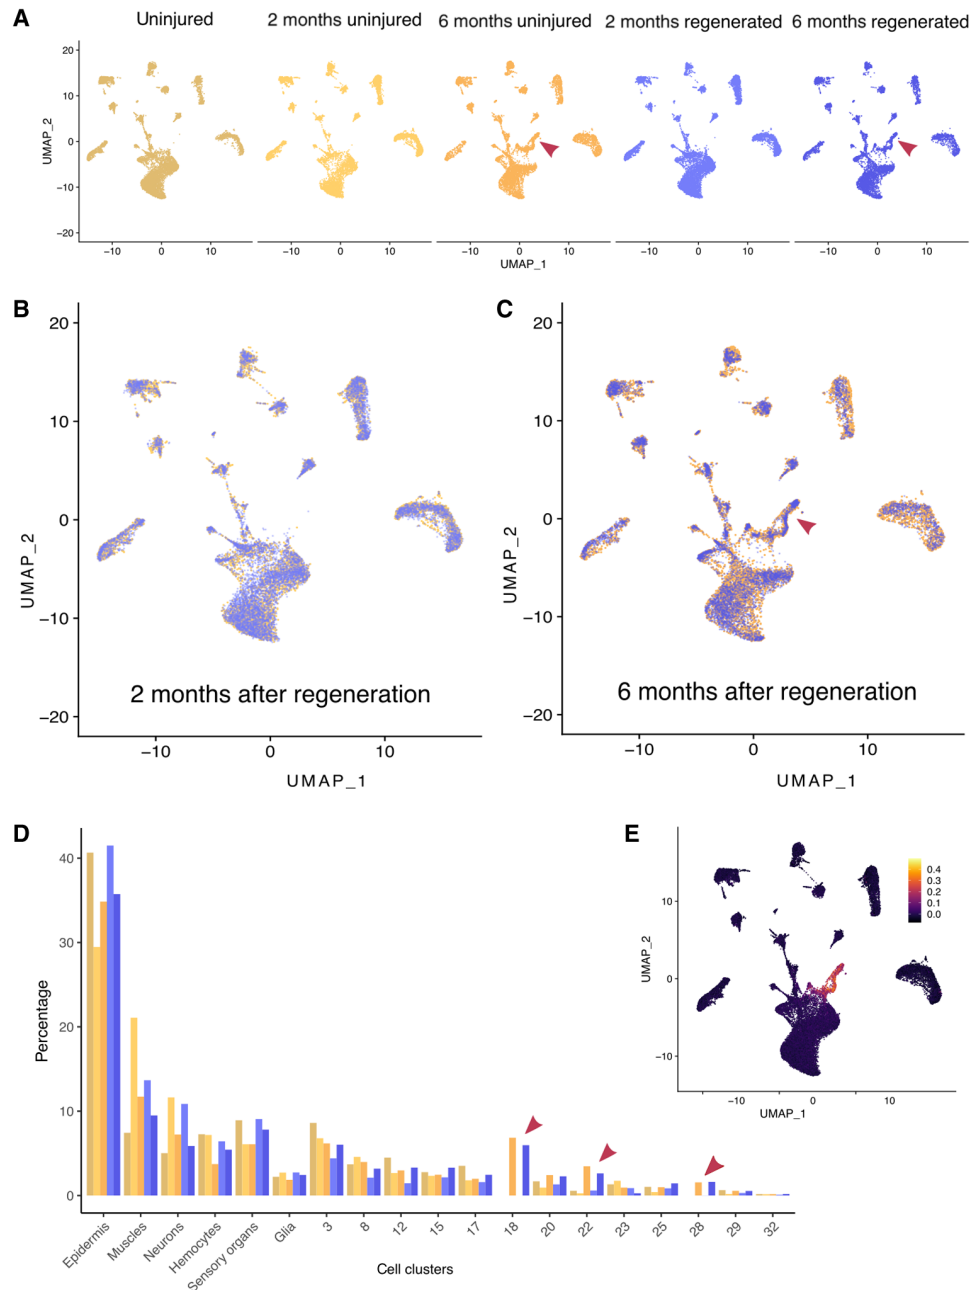 A
Uninjured
2 months uninjured
6 months uninjured
2 months regenerated
6 months regenerated
20
10
0
−10
−20
UMAP_2
−10 0 10
−10 0 10
−10 0 10
−10 0 10
−10 0 10
UMAP_1
B
20
10
0
−10
−20
UMAP_2
2 months after regeneration
−10 0 10
UMAP_1
C
20
10
0
−10
−20
UMAP_2
6 months after regeneration
−10 0 10
UMAP_1
D
40
30
20
10
0
Percentage
Epidermis
Muscles
Neurons
Hemocytes
Sensory organs
Glia
3
8
12
15
17
18
20
22
23
25
28
29
32
Cell clusters
E
0.4
0.3
0.2
0.1
0.0
10
0
−10
UMAP_2
−10 0 10
UMAP_1